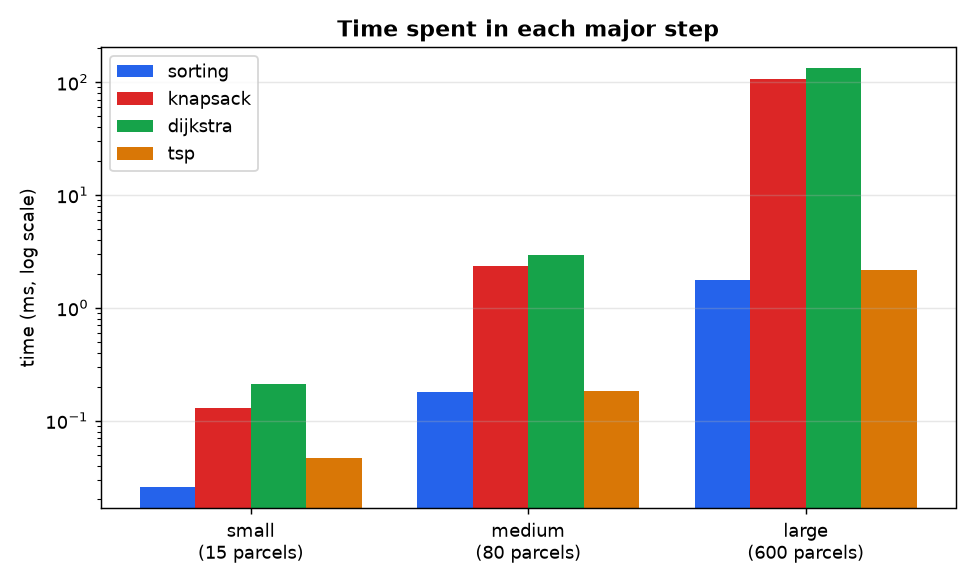 Time spent in each major step
sorting
knapsack
dijkstra
tsp
time (ms, log scale)
10²
10¹
10⁰
10⁻¹
small
(15 parcels)
medium
(80 parcels)
large
(600 parcels)